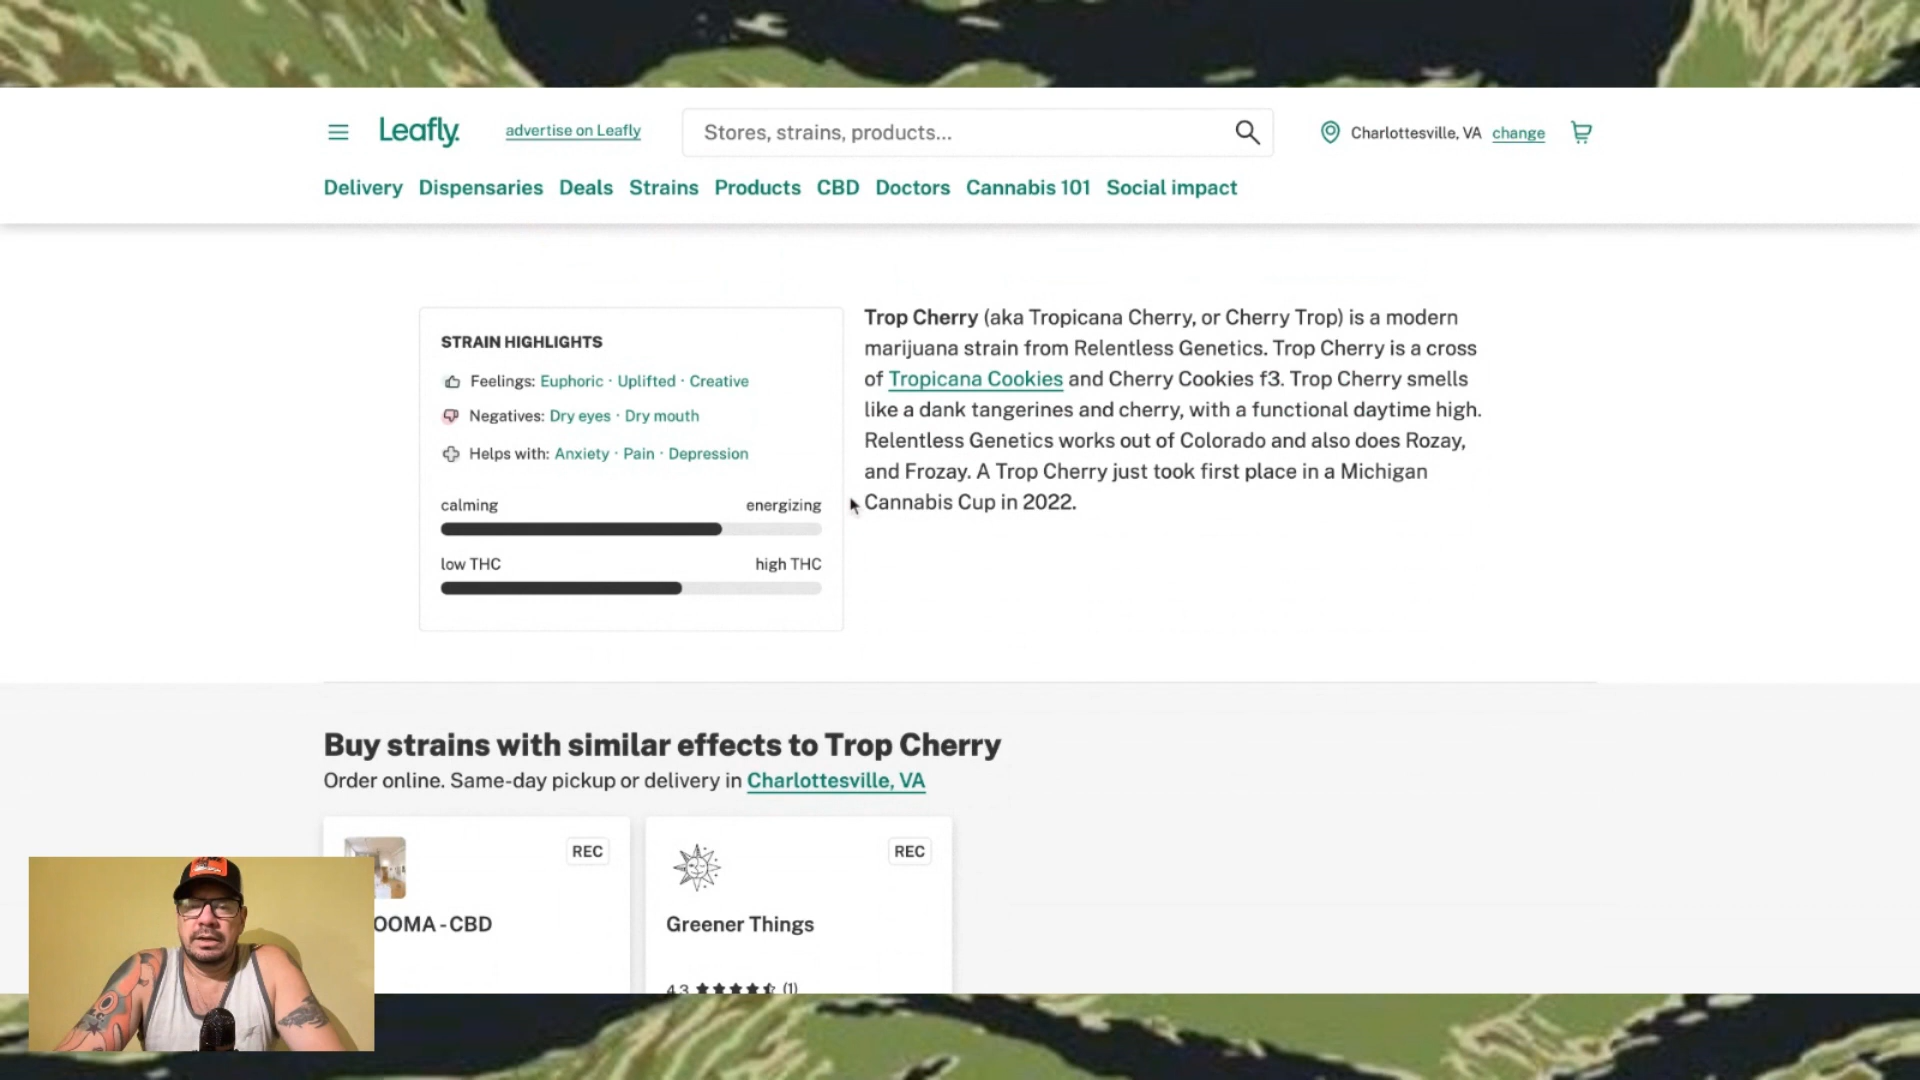 Leafly.
advertise on Leafly
Stores, strains, products...
Charlottesville, VA change
Delivery Dispensaries Deals Strains Products CBD Doctors Cannabis 101 Social impact
STRAIN HIGHLIGHTS
Feelings: Euphoric · Uplifted · Creative
Negatives: Dry eyes · Dry mouth
Helps with: Anxiety · Pain · Depression
calming energizing
low THC high THC
Trop Cherry (aka Tropicana Cherry, or Cherry Trop) is a modern
marijuana strain from Relentless Genetics. Trop Cherry is a cross
of Tropicana Cookies and Cherry Cookies f3. Trop Cherry smells
like a dank tangerines and cherry, with a functional daytime high.
Relentless Genetics works out of Colorado and also does Rozay,
and Frozay. A Trop Cherry just took first place in a Michigan
Cannabis Cup in 2022.
Buy strains with similar effects to Trop Cherry
Order online. Same-day pickup or delivery in Charlottesville, VA
REC
OOMA - CBD
REC
Greener Things
4.3 (1)